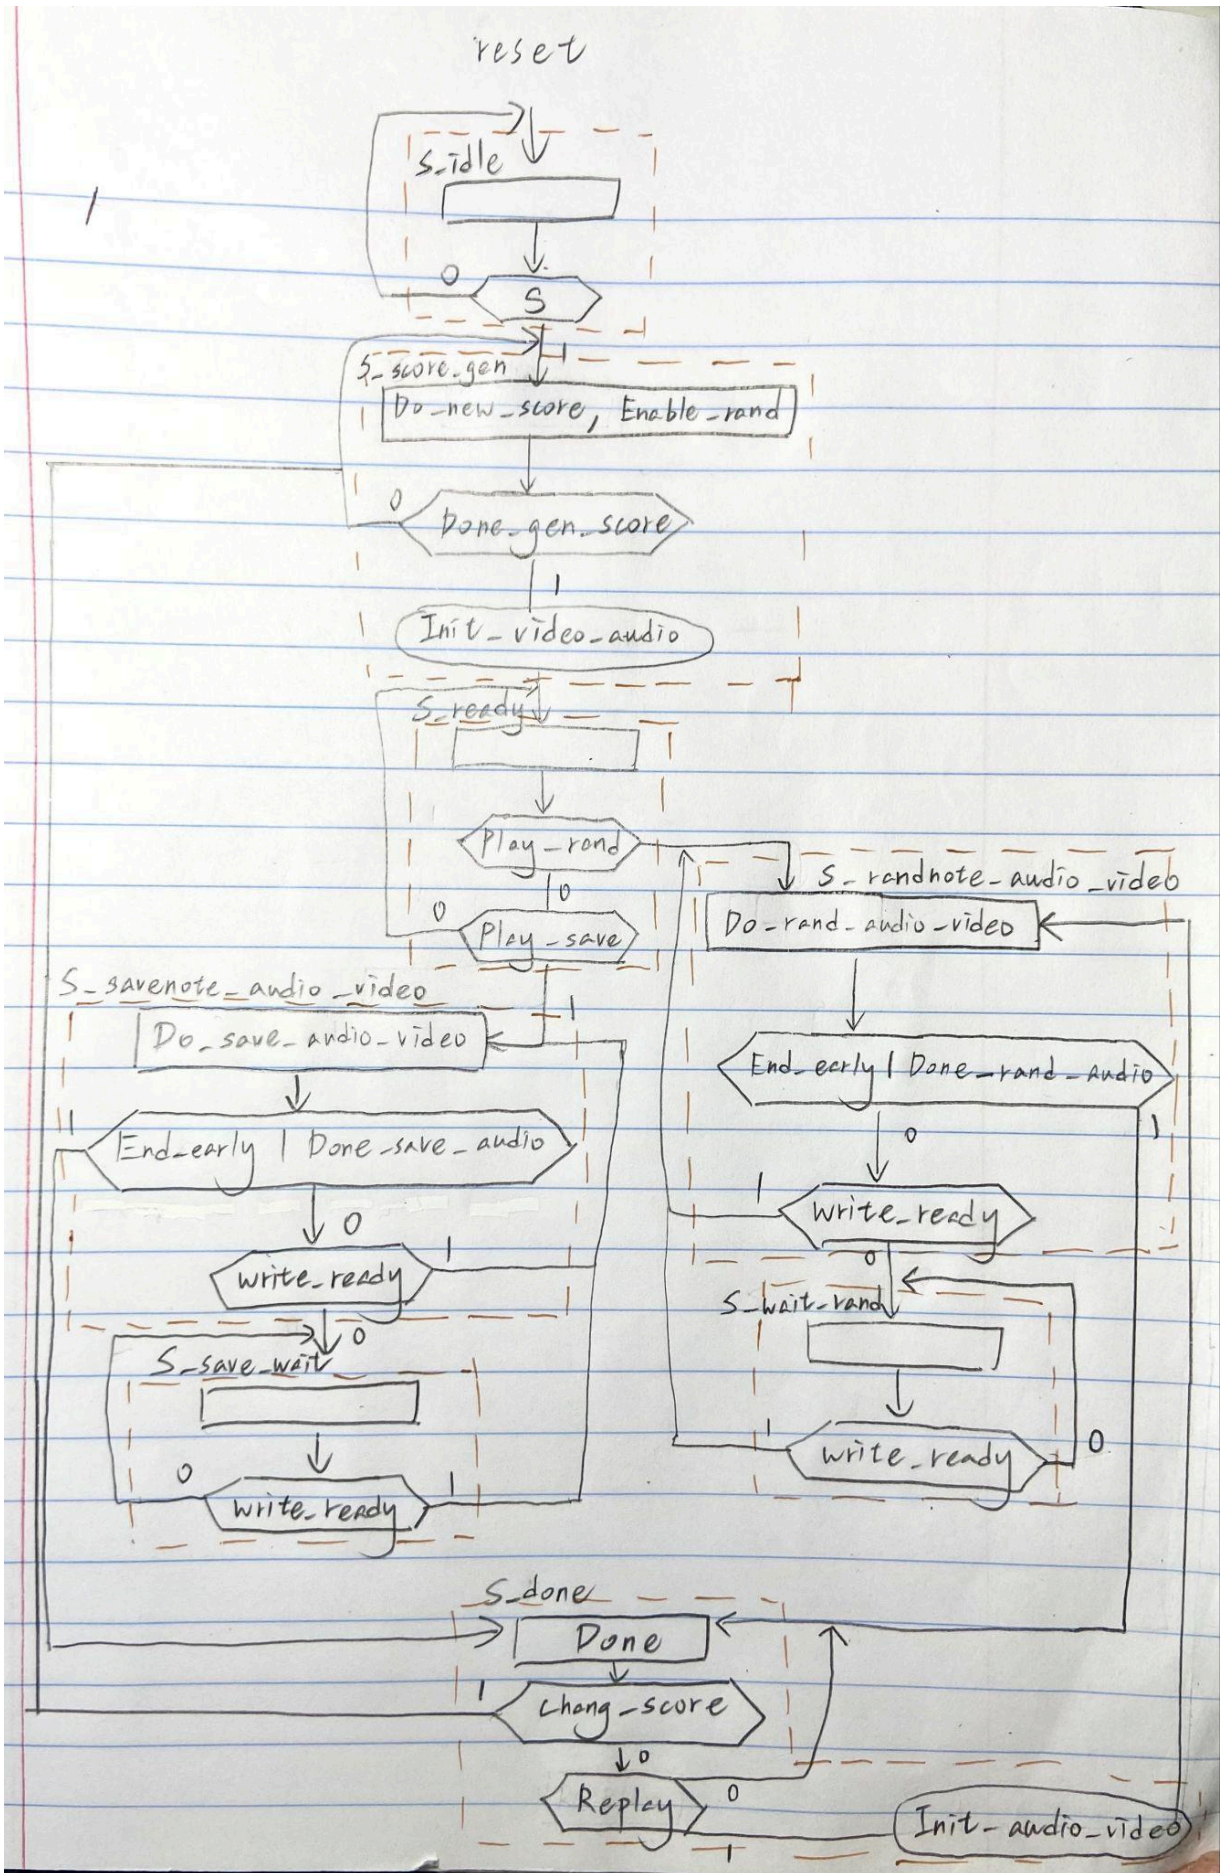 reset
S_idle
0
S
1
S_score_gen
Do_new_score, Enable_rand
0
Done_gen_score
1
Init_video_audio
S_ready
Play_rand
0
S_randnote_audio_video
0
Play_save
Do_rand_audio_video
S_savenote_audio_video
1
Do_save_audio_video
End_early | Done_rand_audio
1
0
1
End_early | Done_save_audio
1
write_ready
0
0
write_ready
1
S_wait_rand
0
S_save_wait
1
write_ready
0
0
write_ready
1
S_done
Done
1
chang_score
0
Replay
0
1
Init_audio_video